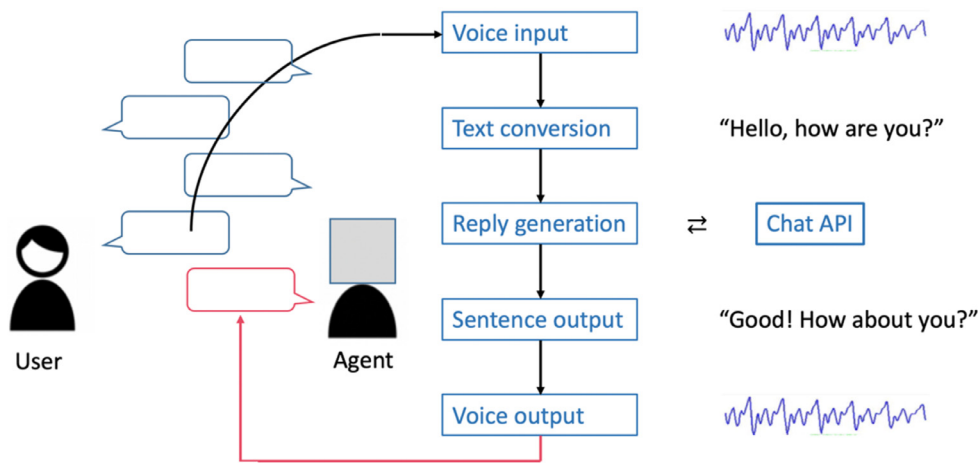 Voice input
Text conversion
“Hello, how are you?”
Reply generation
⇄
Chat API
Sentence output
“Good! How about you?”
User
Agent
Voice output